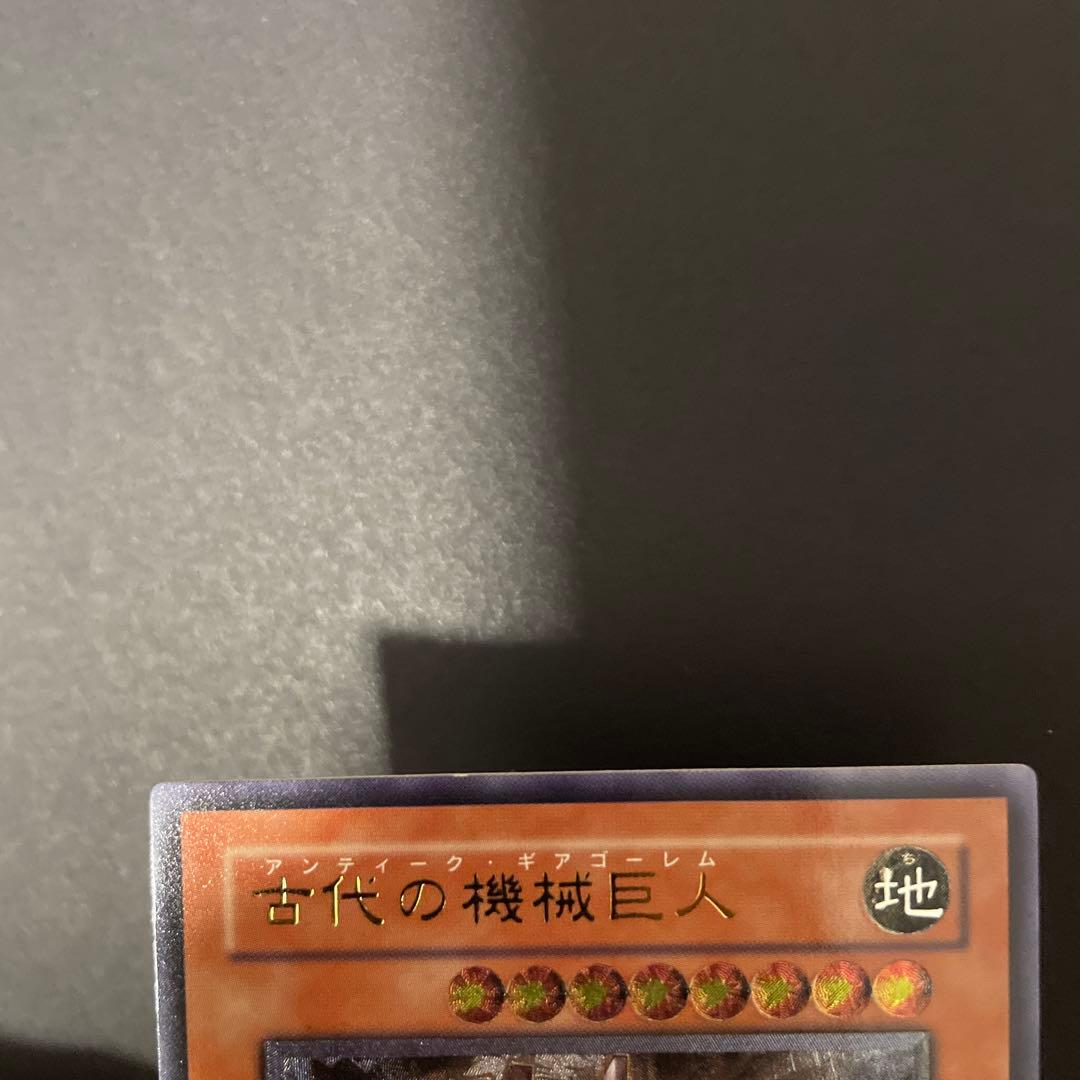 アンティーク・ギアゴーレム
古代の機械巨人
ち
地